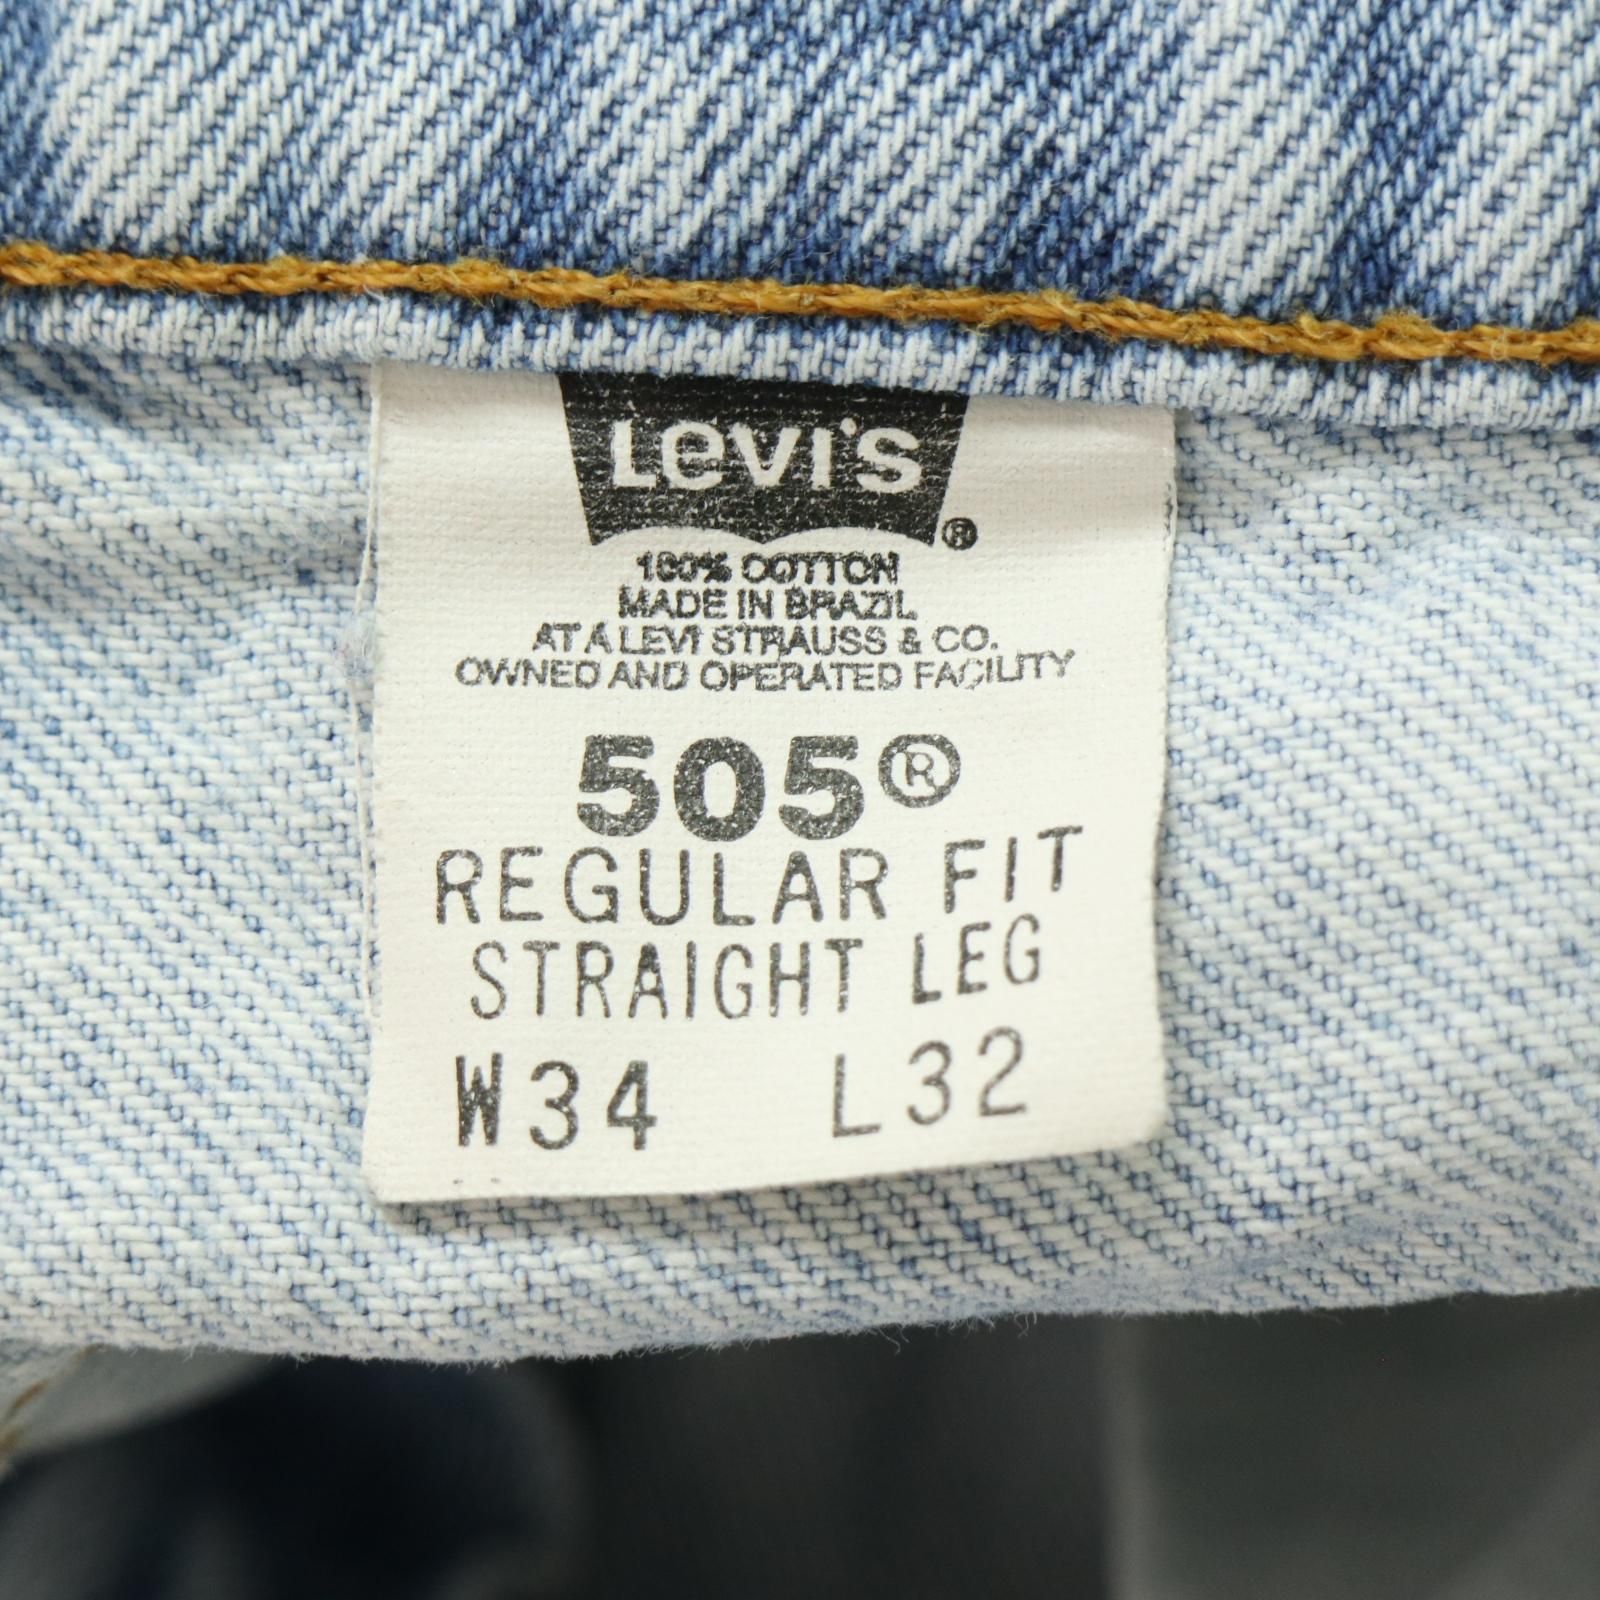 Levi's®
100% COTTON
MADE IN BRAZIL
AT A LEVI STRAUSS & CO.
OWNED AND OPERATED FACILITY
505®
REGULAR FIT
STRAIGHT LEG
W34 L32